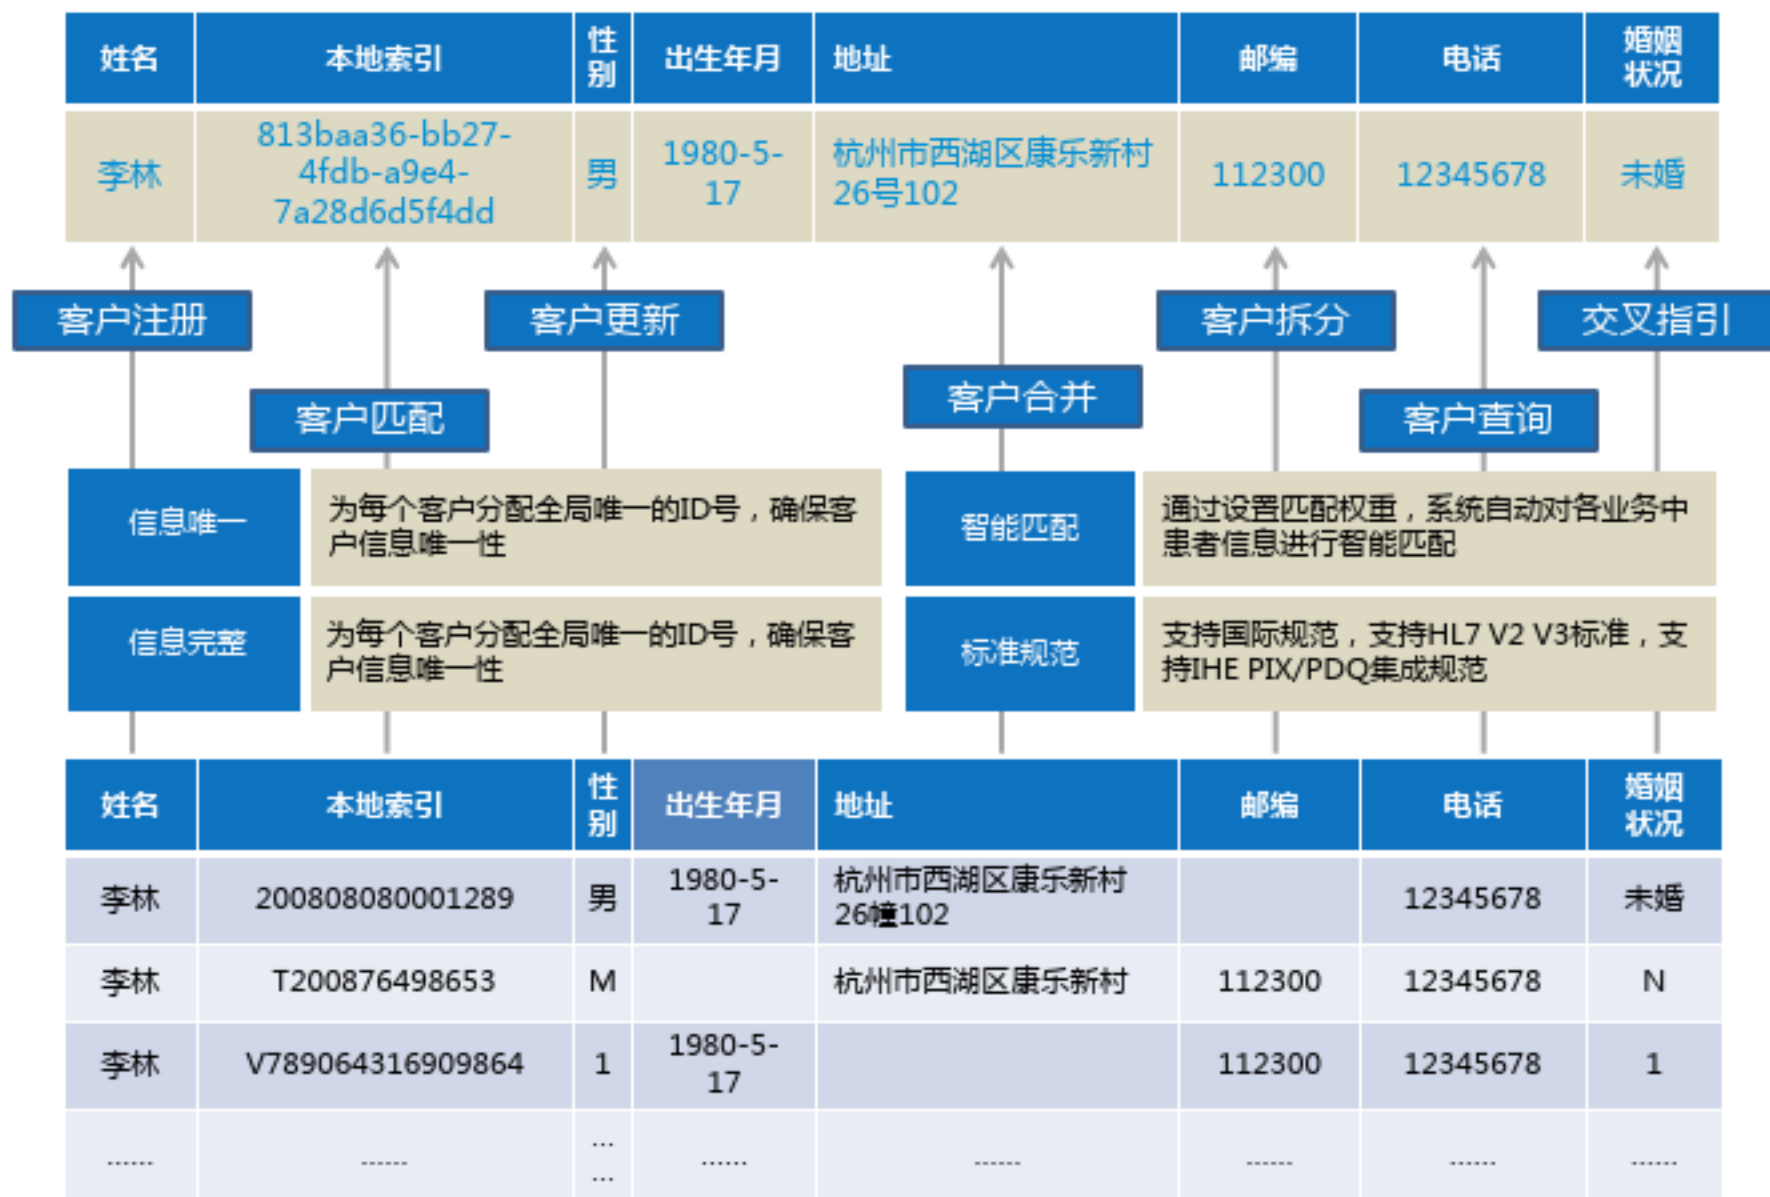 姓名 本地索引 性别 出生年月 地址 邮编 电话 婚姻状况
李林 813baa36-bb27-4fdb-a9e4-7a28d6d5f4dd 男 1980-5-17 杭州市西湖区康乐新村26号102 112300 12345678 未婚
客户注册 客户更新 客户拆分 交叉指引
客户匹配 客户合并 客户查询
信息唯一
为每个客户分配全局唯一的ID号，确保客
户信息唯一性
智能匹配
通过设置匹配权重，系统自动对各业务中
患者信息进行智能匹配
信息完整
为每个客户分配全局唯一的ID号，确保客
户信息唯一性
标准规范
支持国际规范，支持HL7 V2 V3标准，支
持IHE PIX/PDQ集成规范
姓名 本地索引 性别 出生年月 地址 邮编 电话 婚姻状况
李林 200808080001289 男 1980-5-17 杭州市西湖区康乐新村26幢102 12345678 未婚
李林 T200876498653 M 杭州市西湖区康乐新村 112300 12345678 N
李林 V789064316909864 1 1980-5-17 112300 12345678 1
…… …… …… …… …… …… …… ……